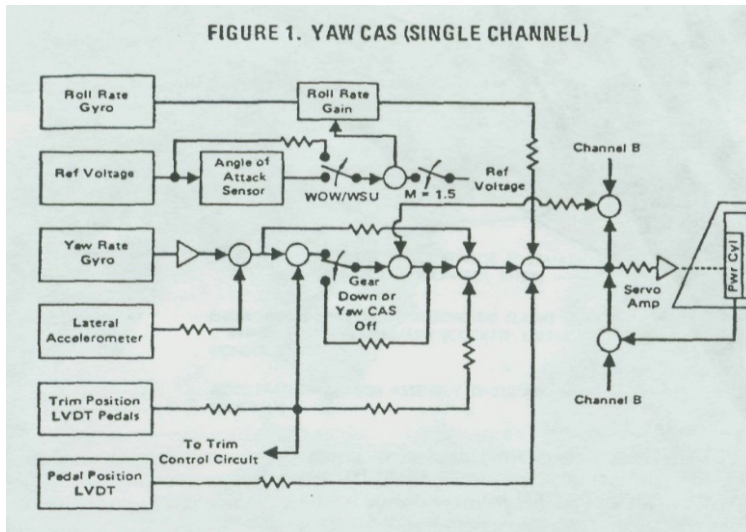 FIGURE 1. YAW CAS (SINGLE CHANNEL)
Roll Rate
Gyro
Roll Rate
Gain
Ref Voltage
Angle of
Attack
Sensor
WOW/WSU
M = 1.5
Ref
Voltage
Channel B
Yaw Rate
Gyro
Gear
Down or
Yaw CAS
Off
Servo
Amp
Pwr Cyl
Lateral
Accelerometer
Trim Position
LVDT Pedals
To Trim
Control Circuit
Channel B
Pedal Position
LVDT